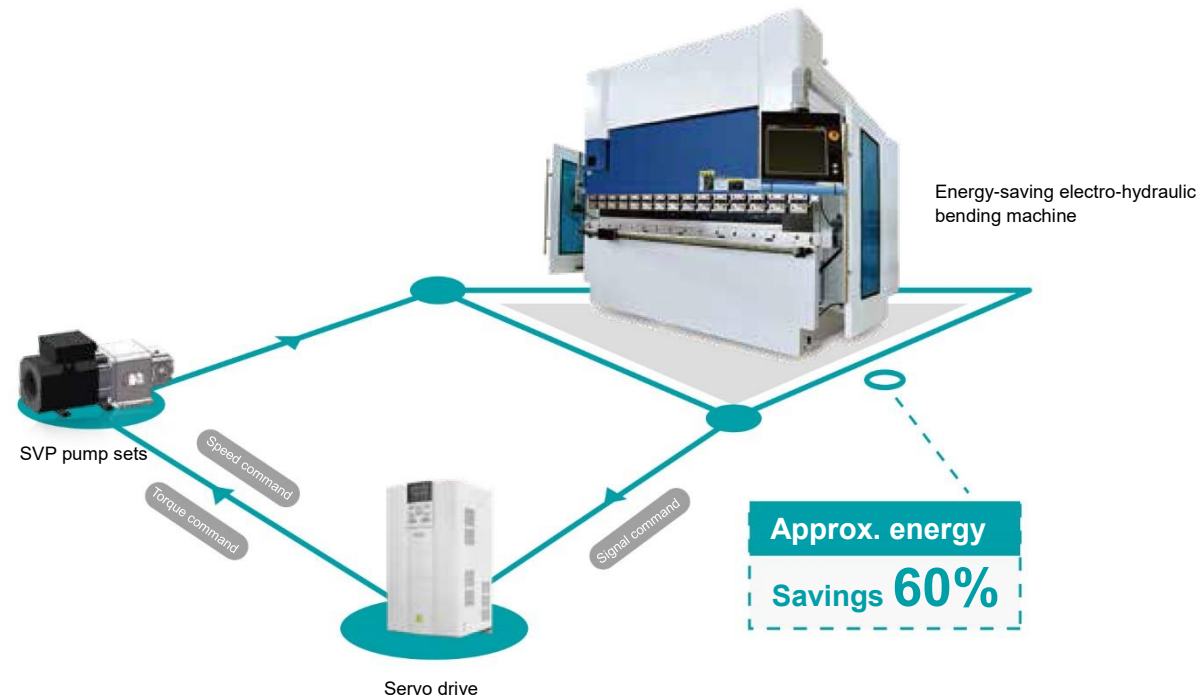 Energy-saving electro-hydraulic
bending machine
SVP pump sets
Speed command
Torque command
Signal command
Approx. energy
Savings 60%
Servo drive